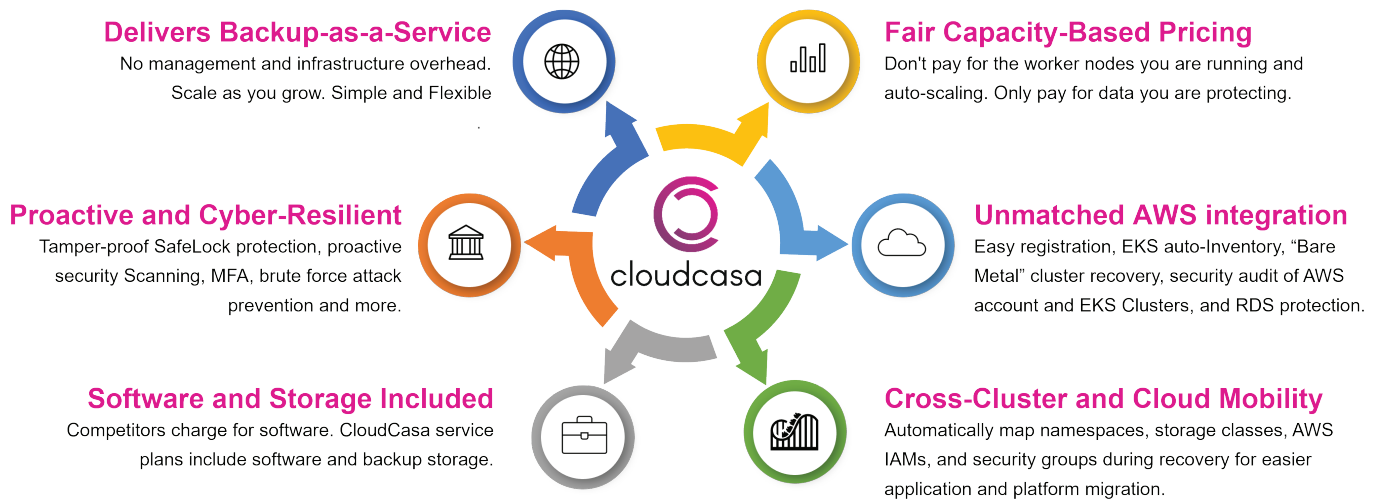 Delivers Backup-as-a-Service
No management and infrastructure overhead.
Scale as you grow. Simple and Flexible
.
Fair Capacity-Based Pricing
Don't pay for the worker nodes you are running and
auto-scaling. Only pay for data you are protecting.
Proactive and Cyber-Resilient
Tamper-proof SafeLock protection, proactive
security Scanning, MFA, brute force attack
prevention and more.
cloudcasa
Unmatched AWS integration
Easy registration, EKS auto-Inventory, “Bare
Metal” cluster recovery, security audit of AWS
account and EKS Clusters, and RDS protection.
Software and Storage Included
Competitors charge for software. CloudCasa service
plans include software and backup storage.
Cross-Cluster and Cloud Mobility
Automatically map namespaces, storage classes, AWS
IAMs, and security groups during recovery for easier
application and platform migration.